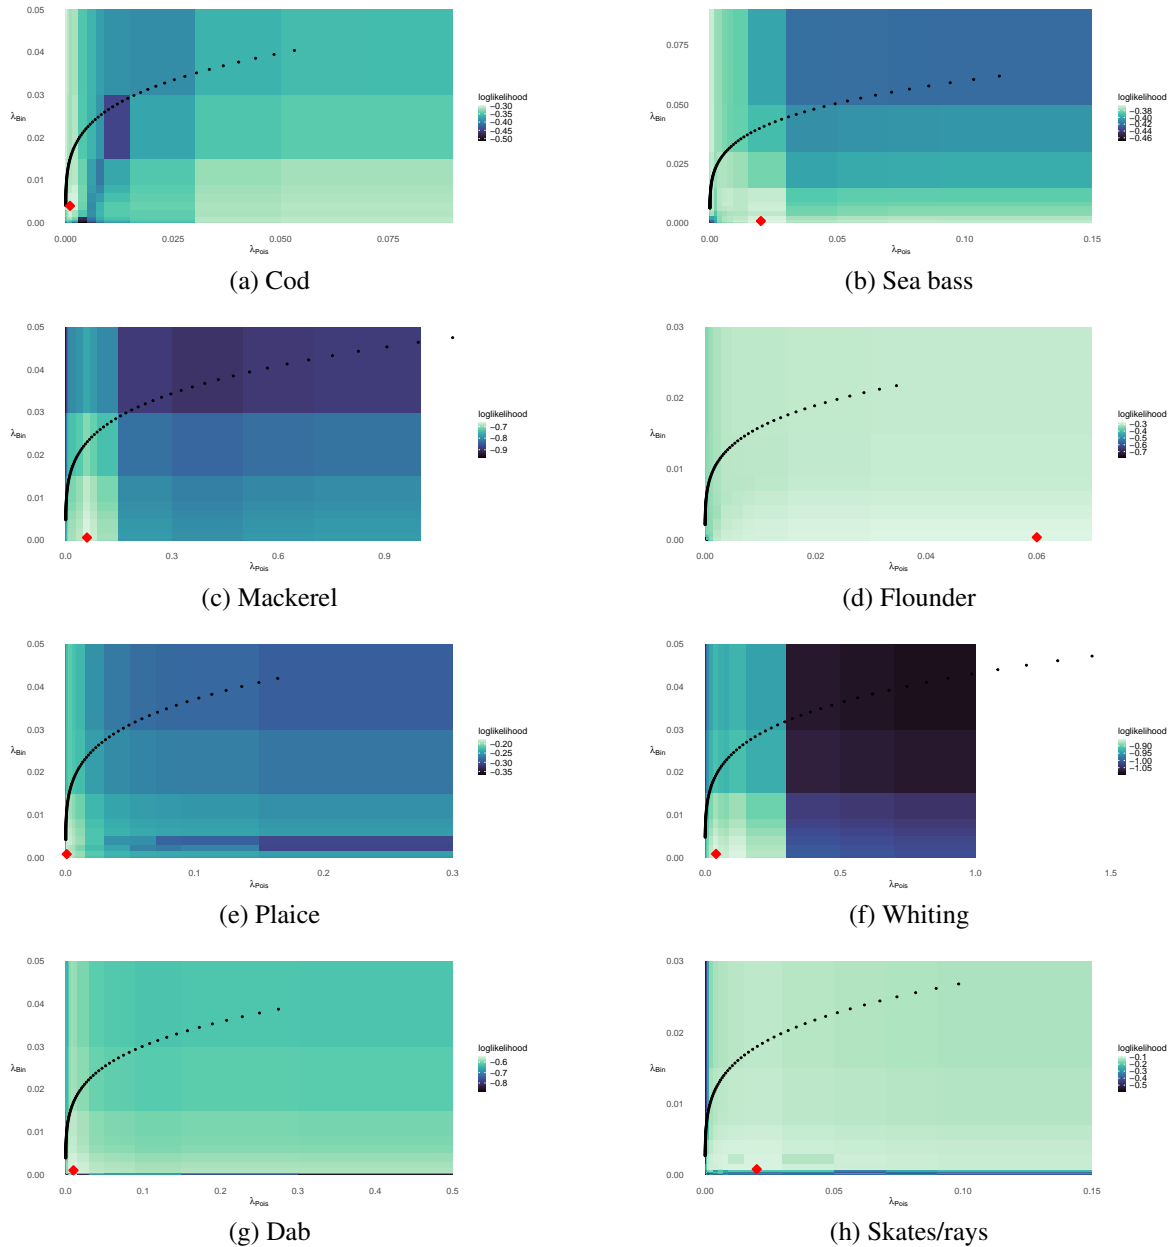 0.05
0.04
0.03
λBin
0.02
0.01
0.00
0.000 0.025 0.050 0.075
λPois
loglikelihood
−0.30
−0.35
−0.40
−0.45
−0.50
(a) Cod
0.075
0.050
λBin
0.025
0.000
0.00 0.05 0.10 0.15
λPois
loglikelihood
−0.38
−0.40
−0.42
−0.44
−0.46
(b) Sea bass
0.05
0.04
0.03
λBin
0.02
0.01
0.00
0.0 0.3 0.6 0.9
λPois
loglikelihood
−0.7
−0.8
−0.9
(c) Mackerel
0.03
0.02
λBin
0.01
0.00
0.00 0.02 0.04 0.06
λPois
loglikelihood
−0.3
−0.4
−0.5
−0.6
−0.7
(d) Flounder
0.05
0.04
0.03
λBin
0.02
0.01
0.00
0.0 0.1 0.2 0.3
λPois
loglikelihood
−0.20
−0.25
−0.30
−0.35
(e) Plaice
0.05
0.04
0.03
λBin
0.02
0.01
0.00
0.0 0.5 1.0 1.5
λPois
loglikelihood
−0.90
−0.95
−1.00
−1.05
(f) Whiting
0.05
0.04
0.03
λBin
0.02
0.01
0.00
0.0 0.1 0.2 0.3 0.4 0.5
λPois
loglikelihood
−0.6
−0.7
−0.8
(g) Dab
0.03
0.02
λBin
0.01
0.00
0.00 0.05 0.10 0.15
λPois
loglikelihood
−0.1
−0.2
−0.3
−0.4
−0.5
(h) Skates/rays